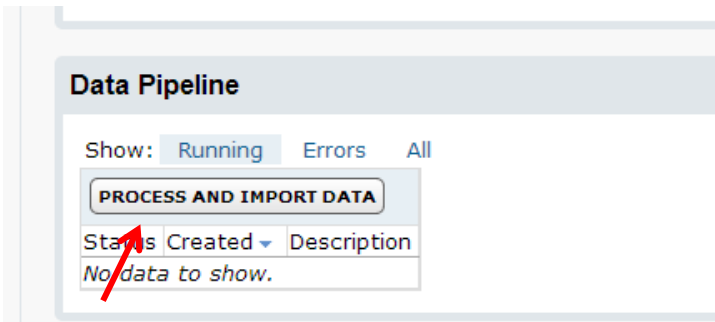 Data Pipeline
Show: Running Errors All
PROCESS AND IMPORT DATA
Status Created Description
No data to show.